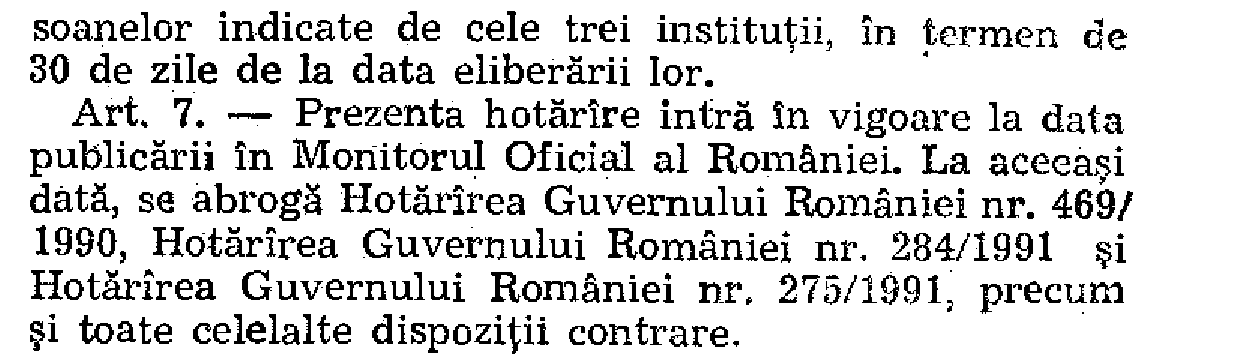 soanelor indicate de cele trei instituții, în termen de
30 de zile de la data eliberării lor.
Art. 7. — Prezenta hotărîre intră în vigoare la data
publicării în Monitorul Oficial al României. La aceeași
dată, se abrogă Hotărîrea Guvernului României nr. 469/
1990, Hotărîrea Guvernului României nr. 284/1991 și
Hotărîrea Guvernului României nr. 275/1991, precum
și toate celelalte dispoziții contrare.